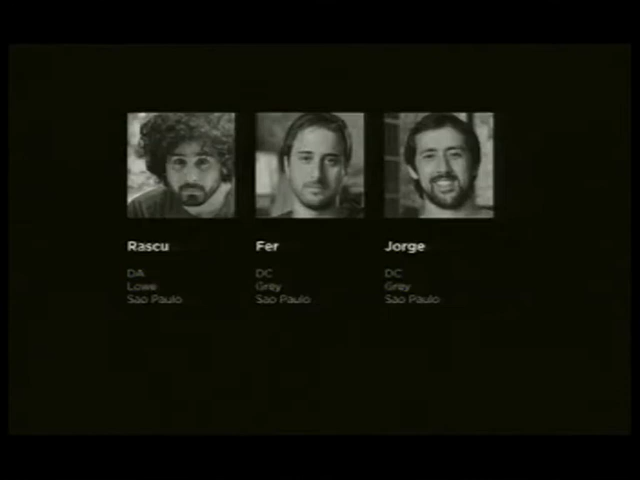 Rascu
DA
Lowe
Sao Paulo
Fer
DC
Grey
Sao Paulo
Jorge
DC
Grey
Sao Paulo